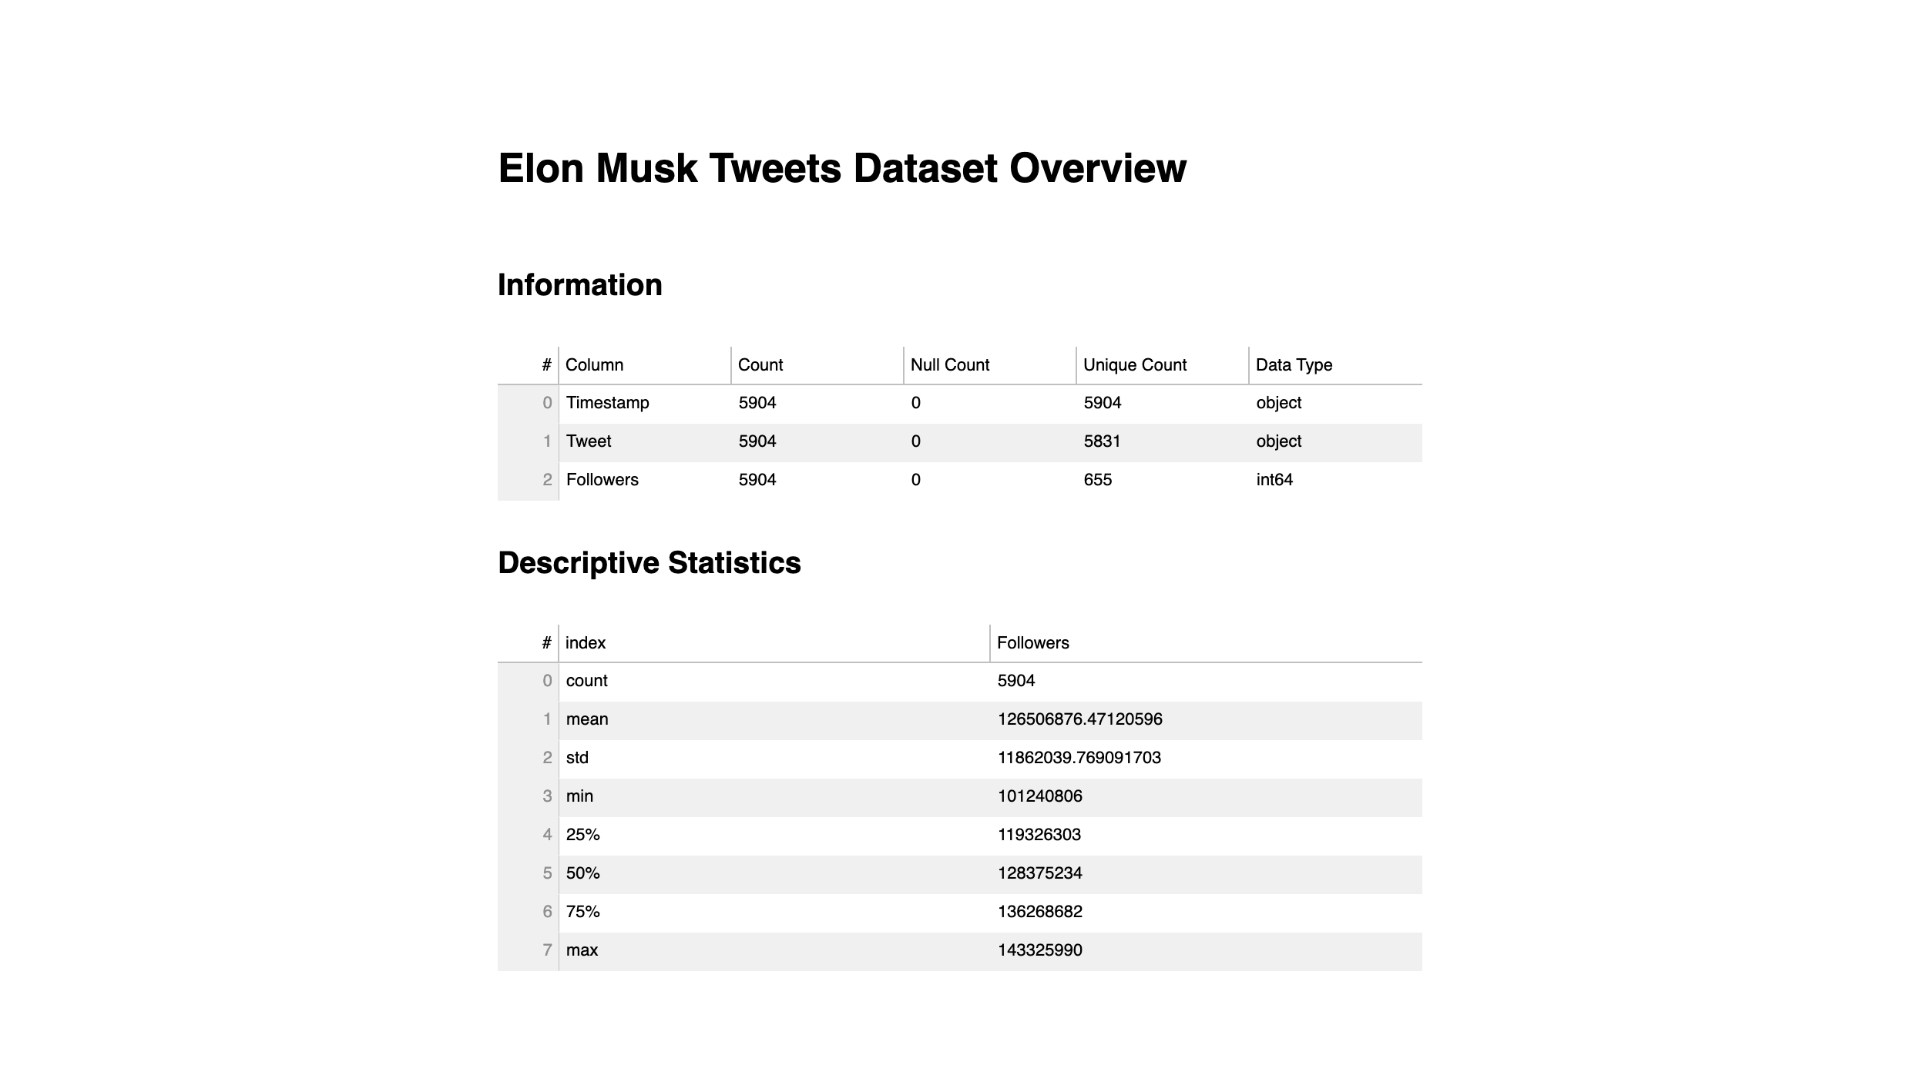 Elon Musk Tweets Dataset Overview
Information
# Column Count Null Count Unique Count Data Type
0 Timestamp 5904 0 5904 object
1 Tweet 5904 0 5831 object
2 Followers 5904 0 655 int64
Descriptive Statistics
# index Followers
0 count 5904
1 mean 126506876.47120596
2 std 11862039.769091703
3 min 101240806
4 25% 119326303
5 50% 128375234
6 75% 136268682
7 max 143325990